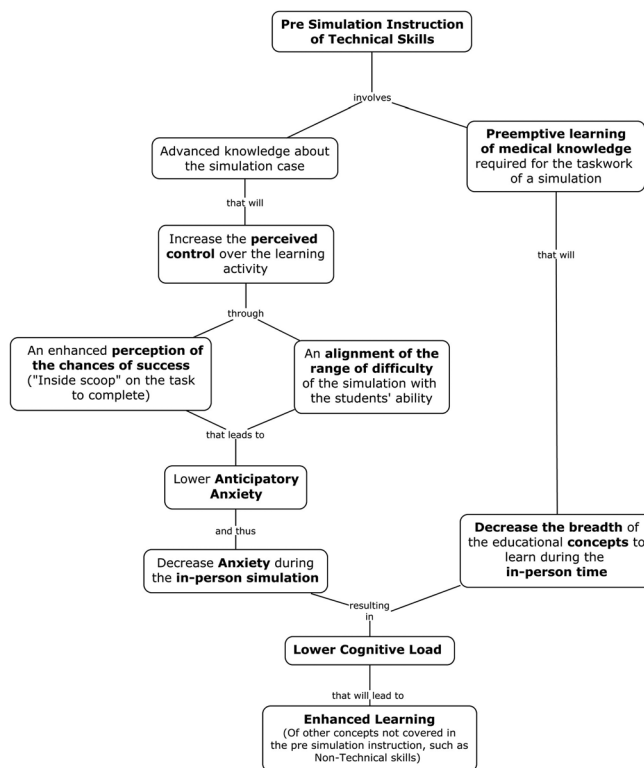 Pre Simulation Instruction
of Technical Skills
involves
Advanced knowledge about
the simulation case
Preemptive learning
of medical knowledge
required for the taskwork
of a simulation
that will
that will
Increase the perceived
control over the learning
activity
through
An enhanced perception of
the chances of success
("Inside scoop" on the task
to complete)
An alignment of the
range of difficulty
of the simulation with
the students' ability
that leads to
Lower Anticipatory
Anxiety
and thus
Decrease Anxiety during
the in-person simulation
Decrease the breadth of
the educational concepts to
learn during the
in-person time
resulting
in
Lower Cognitive Load
that will lead to
Enhanced Learning
(Of other concepts not covered in
the pre simulation instruction, such as
Non-Technical skills)